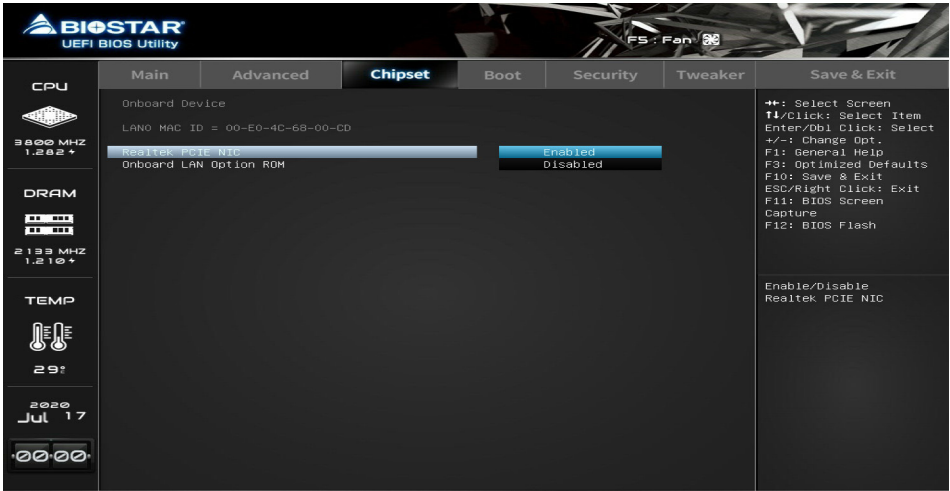 BIOSTAR
UEFI BIOS Utility
F5 : Fan
Main Advanced Chipset Boot Security Tweaker Save & Exit
CPU
3800 MHZ
1.282
DRAM
2133 MHZ
1.210
TEMP
29°
2020
Jul 17
00:00
Onboard Device
LAN0 MAC ID = 00-E0-4C-68-00-CD
Realtek PCIE NIC Enabled
Onboard LAN Option ROM Disabled
→←: Select Screen
↑↓/Click: Select Item
Enter/Dbl Click: Select
+/-: Change Opt.
F1: General Help
F3: Optimized Defaults
F10: Save & Exit
ESC/Right Click: Exit
F11: BIOS Screen
Capture
F12: BIOS Flash
Enable/Disable
Realtek PCIE NIC